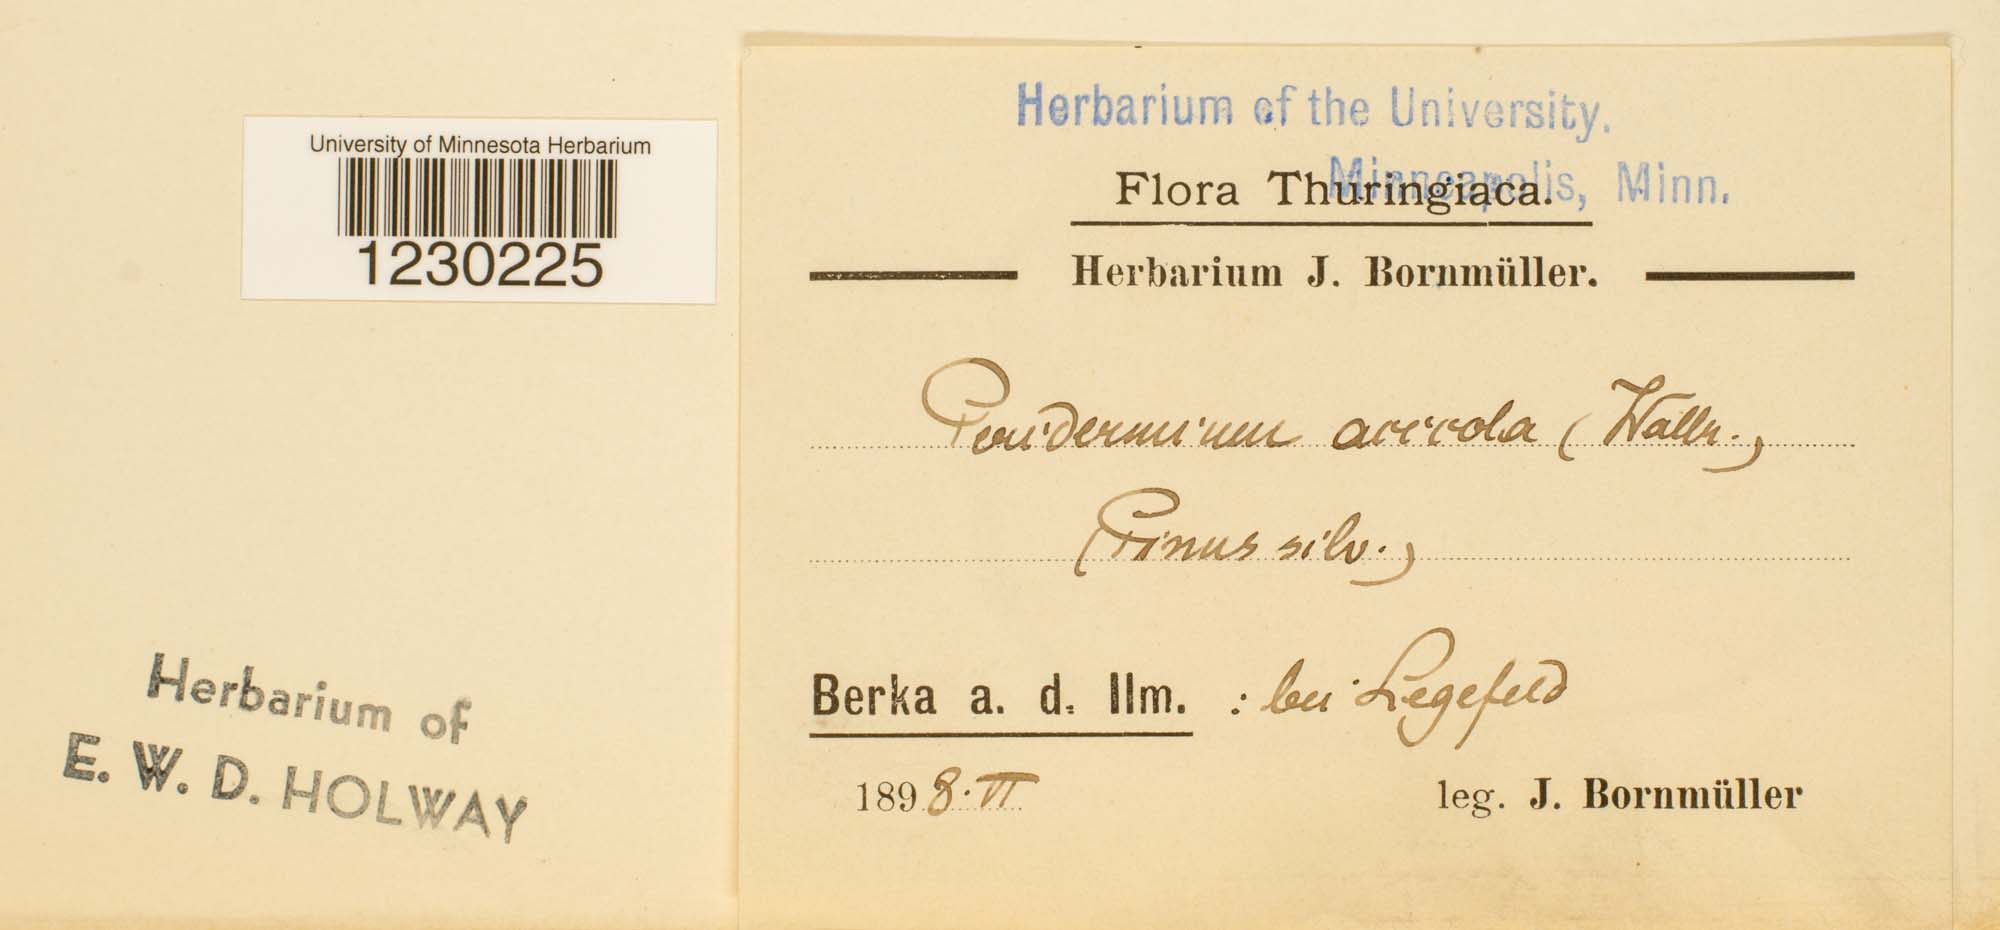 University of Minnesota Herbarium
1230225
Herbarium of
E. W. D. HOLWAY
Herbarium of the University.
Minneapolis, Minn.
Flora Thuringiaca.
Herbarium J. Bornmüller.
Peridermium acicola (Wallr.)
(Pinus silv.)
Berka a. d. Ilm. : bei Legefeld
1898. VI
leg. J. Bornmüller